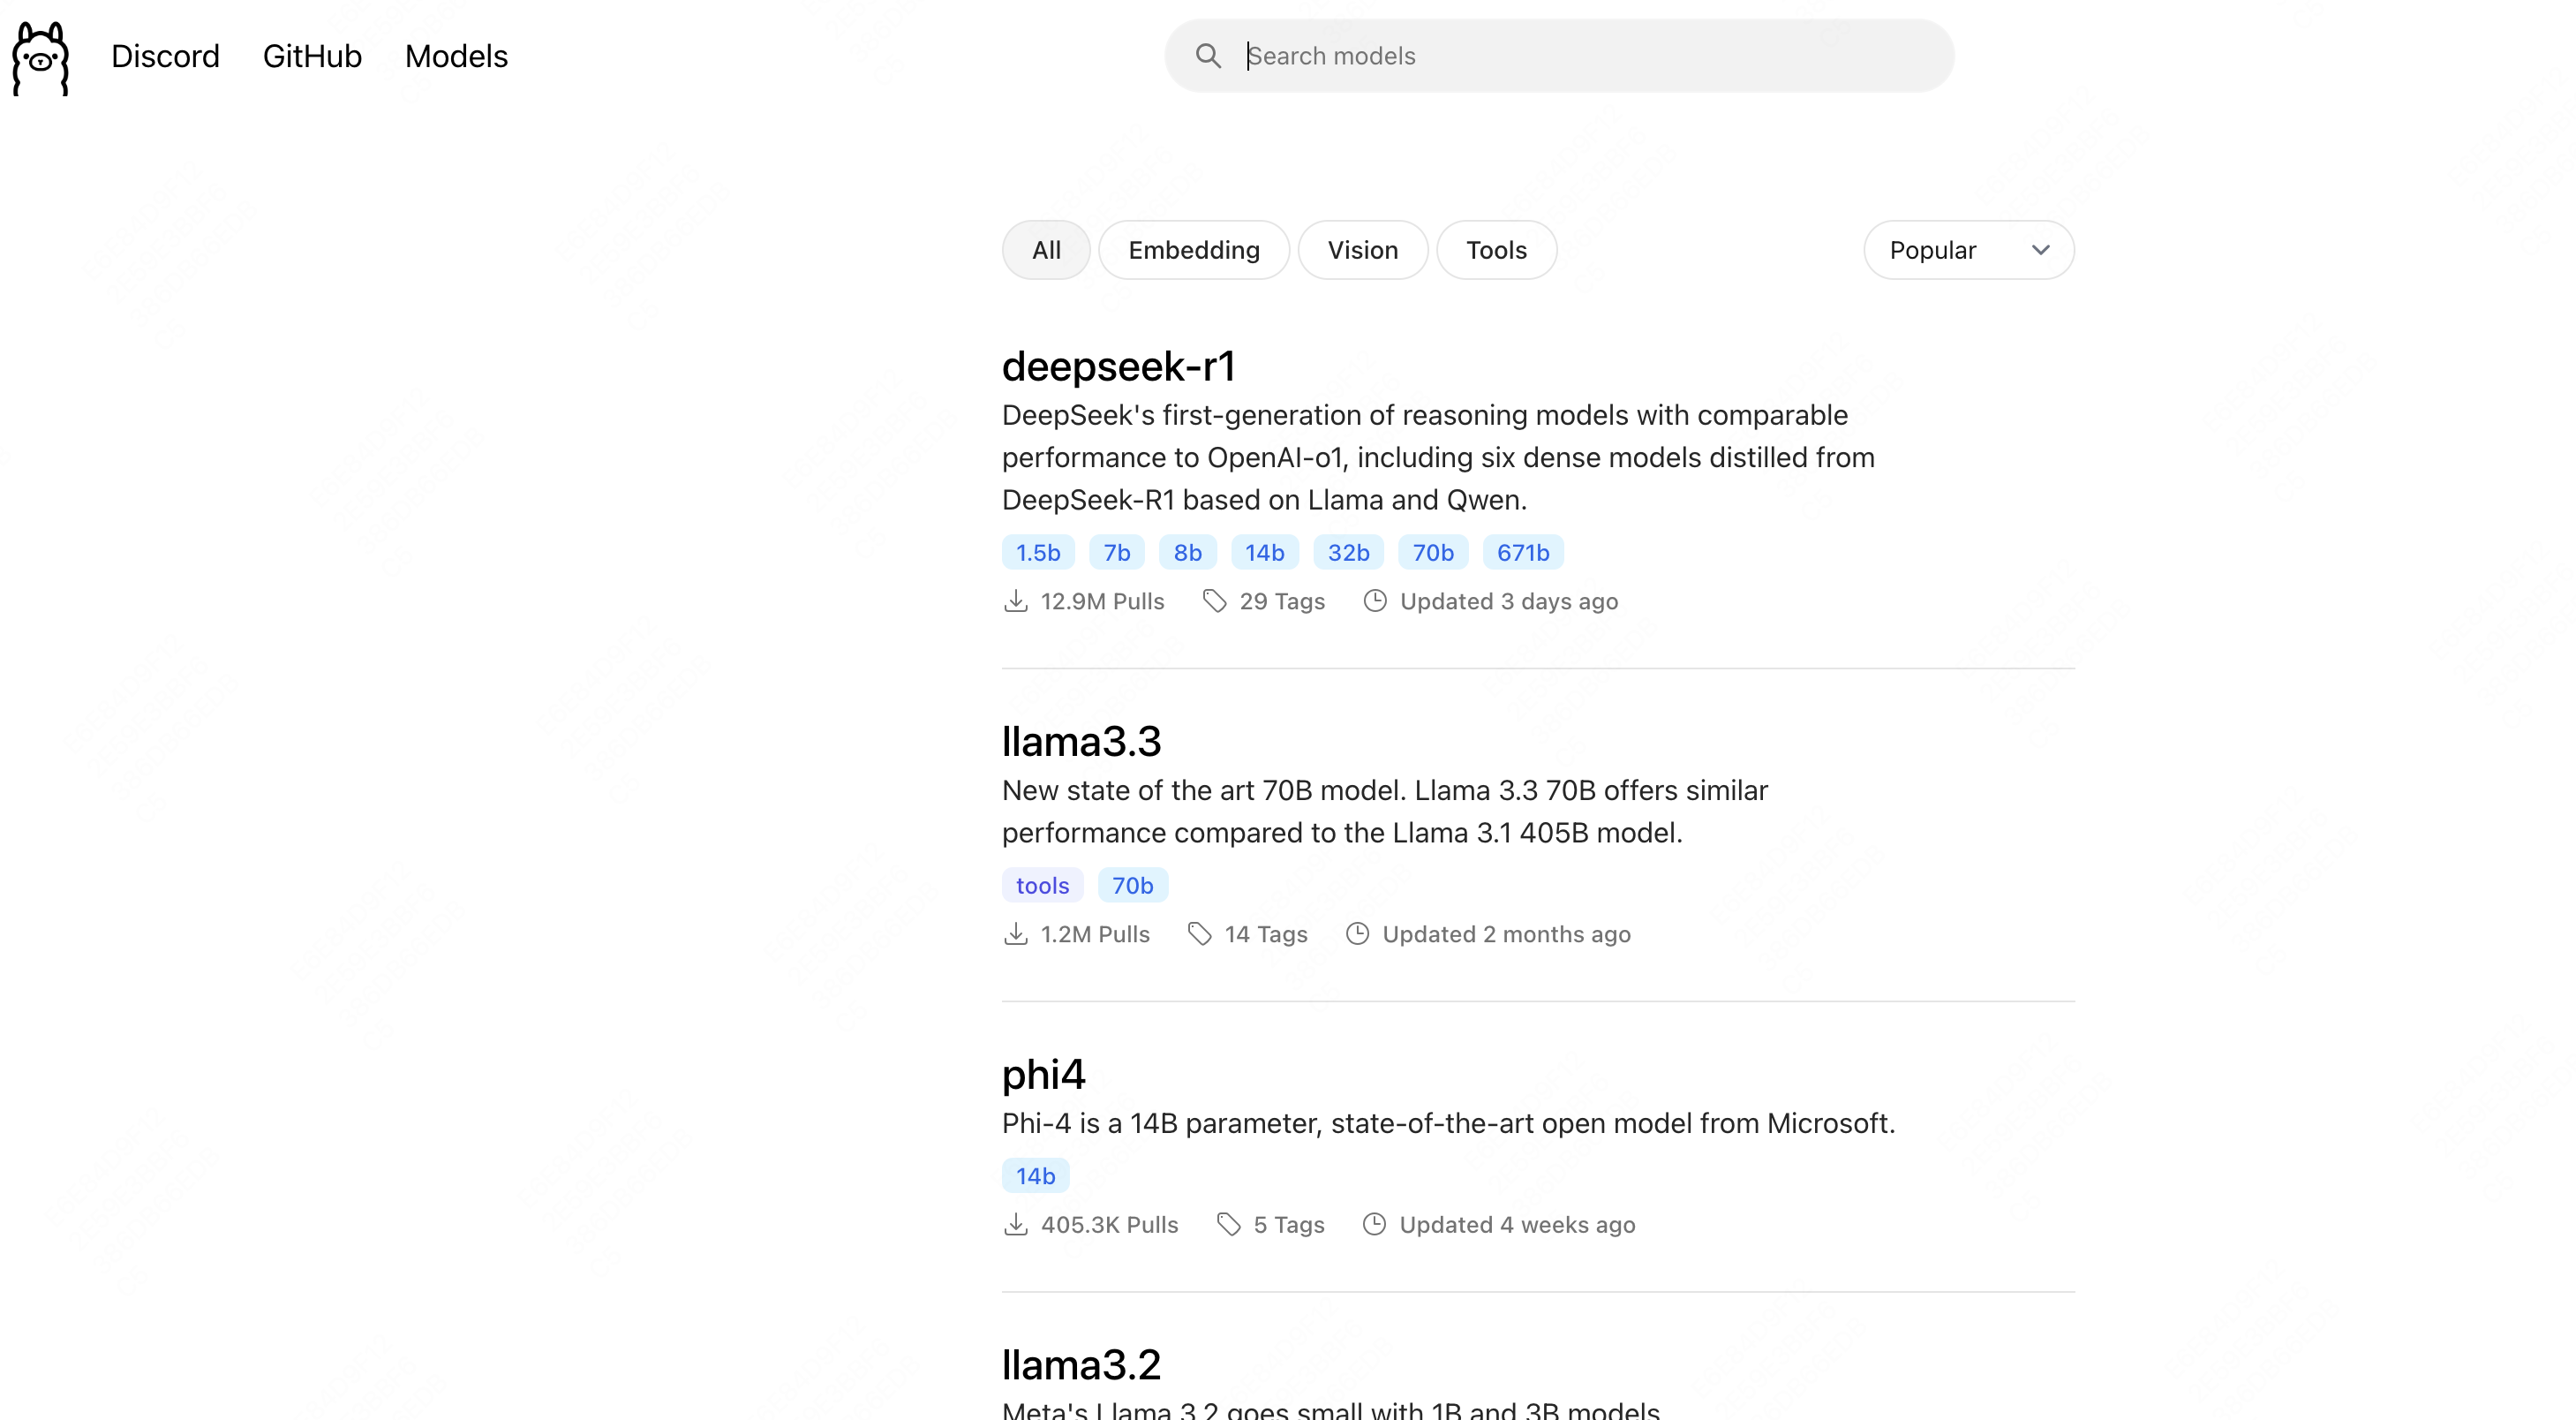 Discord GitHub Models Search models
All Embedding Vision Tools Popular
deepseek-r1
DeepSeek's first-generation of reasoning models with comparable
performance to OpenAI-o1, including six dense models distilled from
DeepSeek-R1 based on Llama and Qwen.
1.5b 7b 8b 14b 32b 70b 671b
12.9M Pulls 29 Tags Updated 3 days ago
llama3.3
New state of the art 70B model. Llama 3.3 70B offers similar
performance compared to the Llama 3.1 405B model.
tools 70b
1.2M Pulls 14 Tags Updated 2 months ago
phi4
Phi-4 is a 14B parameter, state-of-the-art open model from Microsoft.
14b
405.3K Pulls 5 Tags Updated 4 weeks ago
llama3.2
Meta's Llama 3.2 goes small with 1B and 3B models.